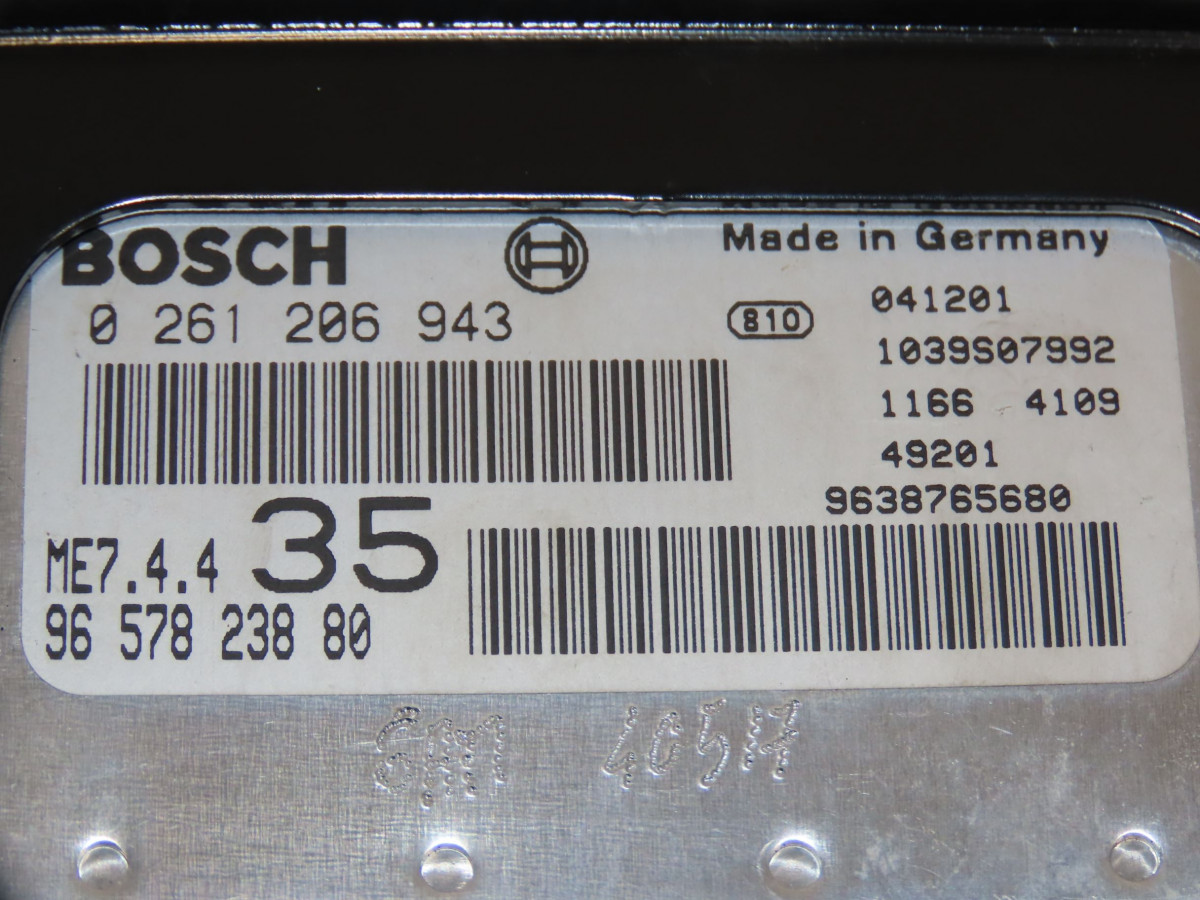 BOSCH
Made in Germany
0 261 206 943
810
041201
1039S07992
1166 4109
49201
9638765680
35
ME7.4.4
96 578 238 80